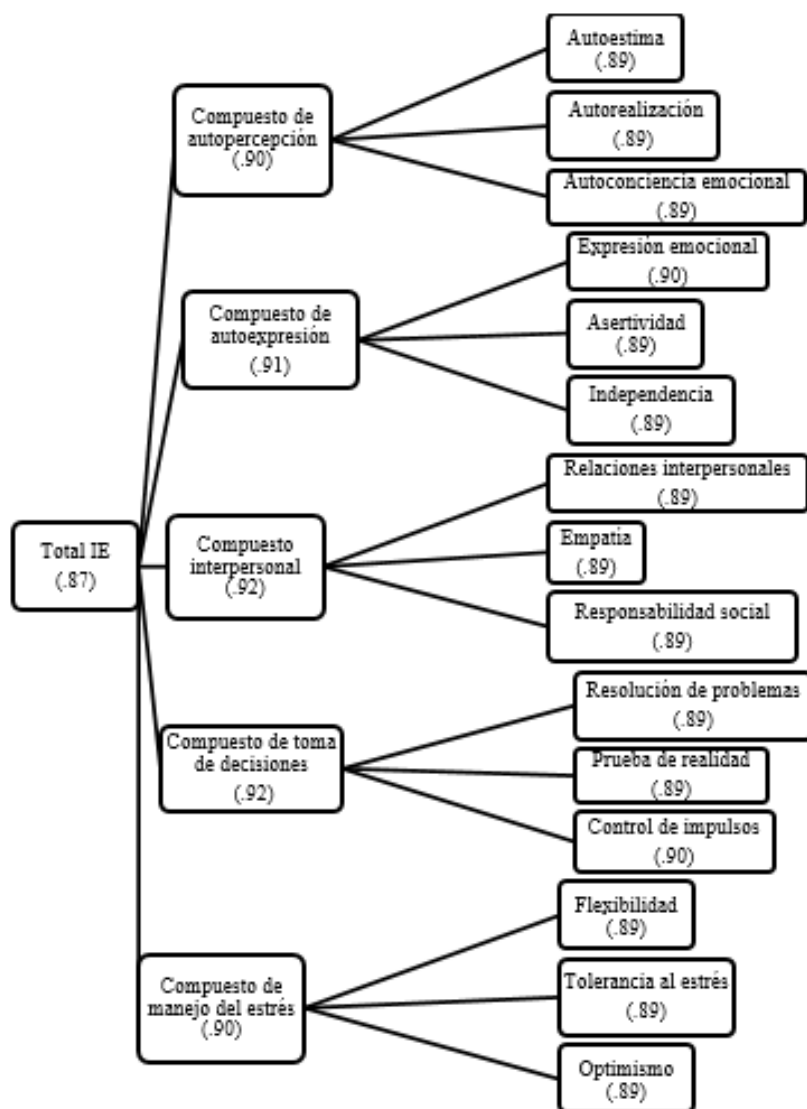 Autoestima
(.89)
Compuesto de
autopercepción
(.90)
Autorealización
(.89)
Autoconciencia emocional
(.89)
Expresión emocional
(.90)
Compuesto de
autoexpresión
(.91)
Asertividad
(.89)
Independencia
(.89)
Relaciones interpersonales
(.89)
Total IE
(.87)
Compuesto
interpersonal
(.92)
Empatía
(.89)
Responsabilidad social
(.89)
Resolución de problemas
(.89)
Compuesto de toma
de decisiones
(.92)
Prueba de realidad
(.89)
Control de impulsos
(.90)
Flexibilidad
(.89)
Compuesto de
manejo del estrés
(.90)
Tolerancia al estrés
(.89)
Optimismo
(.89)